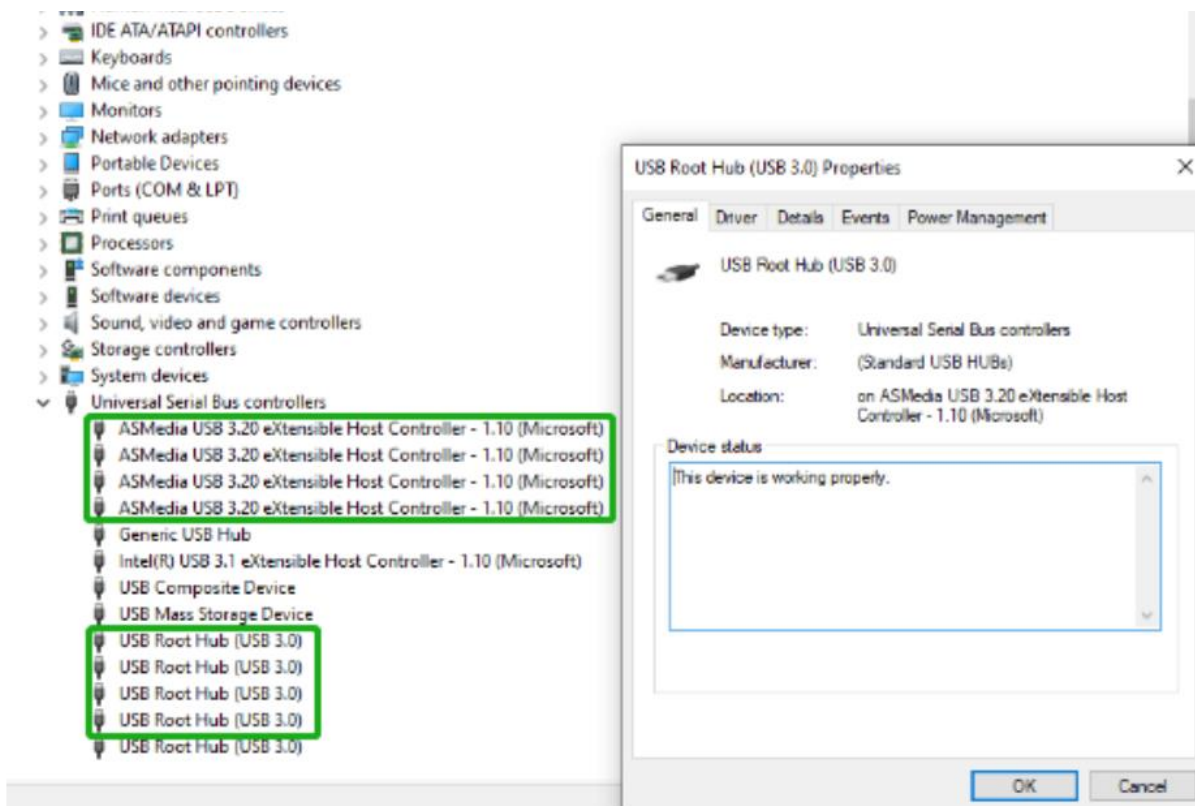 IDE ATA/ATAPI controllers
Keyboards
Mice and other pointing devices
Monitors
Network adapters
Portable Devices
Ports (COM & LPT)
Print queues
Processors
Software components
Software devices
Sound, video and game controllers
Storage controllers
System devices
Universal Serial Bus controllers
ASMedia USB 3.20 eXtensible Host Controller - 1.10 (Microsoft)
ASMedia USB 3.20 eXtensible Host Controller - 1.10 (Microsoft)
ASMedia USB 3.20 eXtensible Host Controller - 1.10 (Microsoft)
ASMedia USB 3.20 eXtensible Host Controller - 1.10 (Microsoft)
Generic USB Hub
Intel(R) USB 3.1 eXtensible Host Controller - 1.10 (Microsoft)
USB Composite Device
USB Mass Storage Device
USB Root Hub (USB 3.0)
USB Root Hub (USB 3.0)
USB Root Hub (USB 3.0)
USB Root Hub (USB 3.0)
USB Root Hub (USB 3.0)
USB Root Hub (USB 3.0) Properties
General Driver Details Events Power Management
USB Root Hub (USB 3.0)
Device type: Universal Serial Bus controllers
Manufacturer: (Standard USB HUBs)
Location: on ASMedia USB 3.20 eXtensible Host
Controller - 1.10 (Microsoft)
Device status
This device is working properly.
OK Cancel